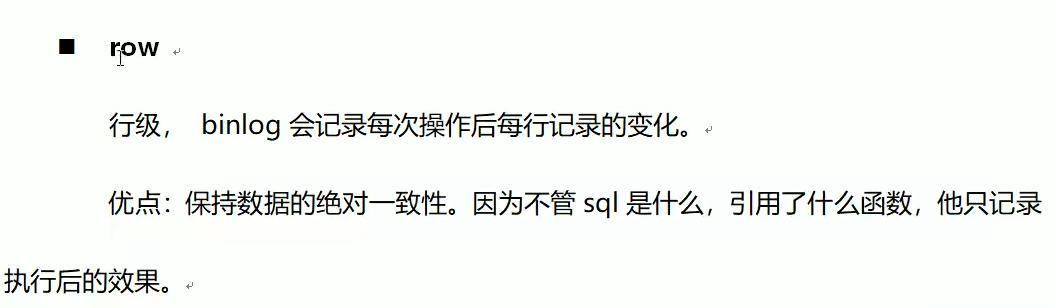 ■ row
行级， binlog 会记录每次操作后每行记录的变化。
优点：保持数据的绝对一致性。因为不管 sql 是什么，引用了什么函数，他只记录
执行后的效果。